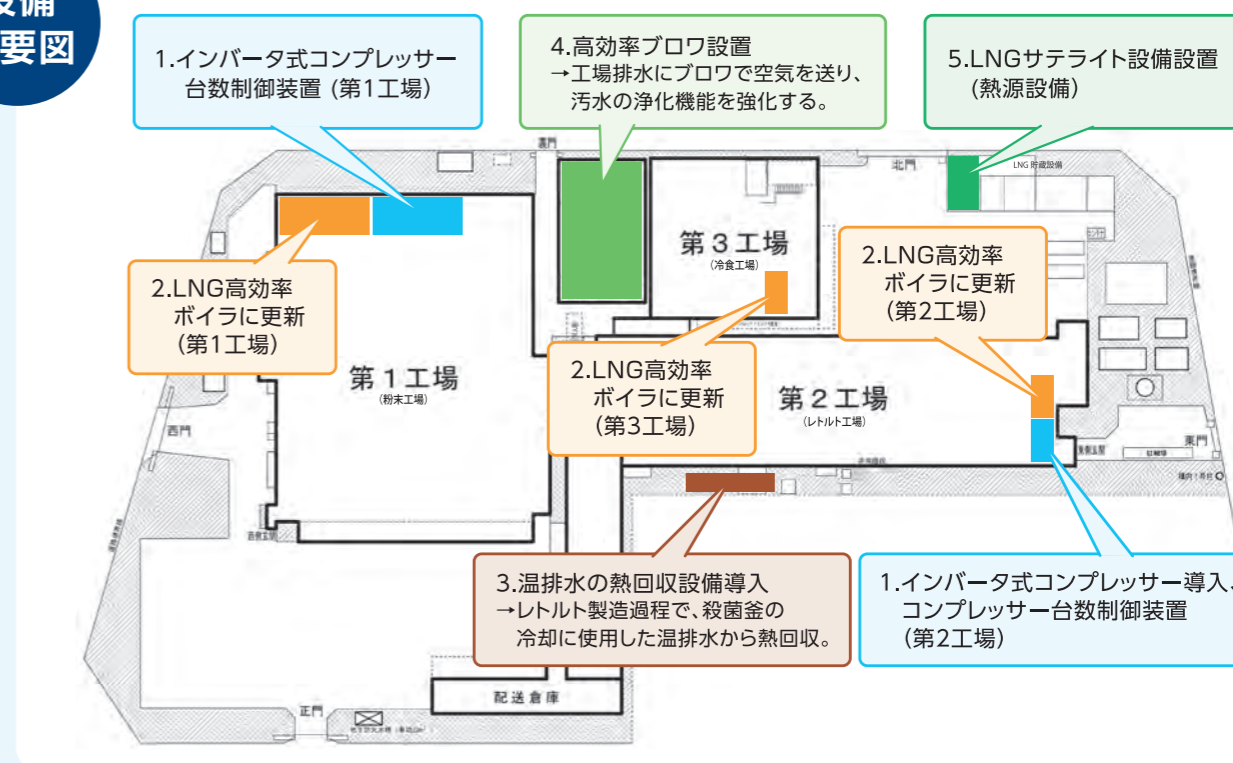 設備
要図
1.インバータ式コンプレッサー
台数制御装置 (第1工場)
4.高効率ブロワ設置
→工場排水にブロワで空気を送り、
汚水の浄化機能を強化する。
5.LNGサテライト設備設置
(熱源設備)
裏門
北門
LNG 貯蔵設備
第3工場
(冷食工場)
2.LNG高効率
ボイラに更新
(第1工場)
2.LNG高効率
ボイラに更新
(第2工場)
第1工場
(粉末工場)
2.LNG高効率
ボイラに更新
(第3工場)
第2工場
(レトルト工場)
西門
東門
3.温排水の熱回収設備導入
→レトルト製造過程で、殺菌釜の
冷却に使用した温排水から熱回収。
1.インバータ式コンプレッサー導入、
コンプレッサー台数制御装置
(第2工場)
配送倉庫
正門